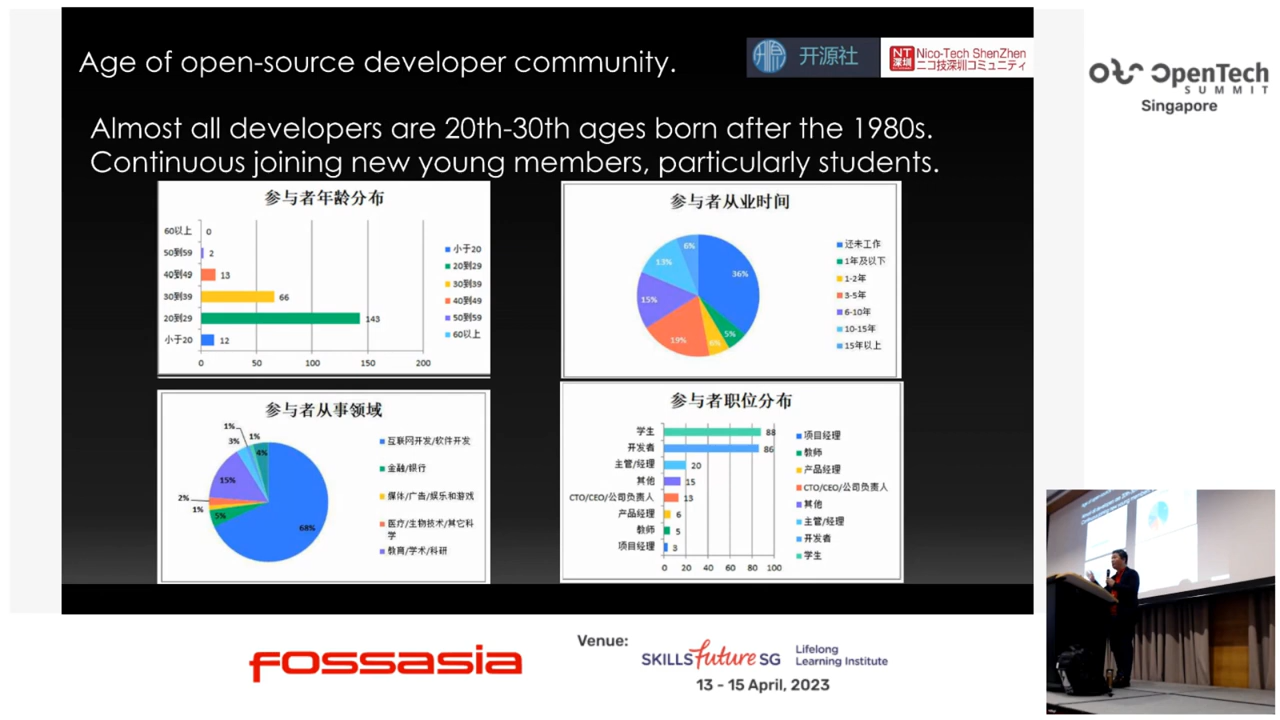 Age of open-source developer community.
开源社
NT
深圳
Nico-Tech ShenZhen
ニコ技深圳コミュニティ
OpenTech
SUMMIT
Singapore
Almost all developers are 20th-30th ages born after the 1980s.
Continuous joining new young members, particularly students.
参与者年龄分布
60以上 0
50到59 2
40到49 13
30到39 66
20到29 143
小于20 12
0 50 100 150 200
小于20
20到29
30到39
40到49
50到59
60以上
参与者从业时间
6%
13%
36%
15%
19%
6%
5%
还未工作
1年及以下
1-2年
3-5年
6-10年
10-15年
15年以上
参与者从事领域
1%
1%
3%
4%
15%
2%
1%
5%
68%
互联网开发/软件开发
金融/银行
媒体/广告/娱乐和游戏
医疗/生物技术/其它科
学
教育/学术/科研
参与者职位分布
学生 88
开发者 86
主管/经理 20
其他 15
CTO/CEO/公司负责人 13
产品经理 6
教师 5
项目经理 3
0 20 40 60 80 100
项目经理
教师
产品经理
CTO/CEO/公司负责人
其他
主管/经理
开发者
学生
fossasia
Venue:
SKILLS future SG
Lifelong
Learning Institute
13 - 15 April, 2023